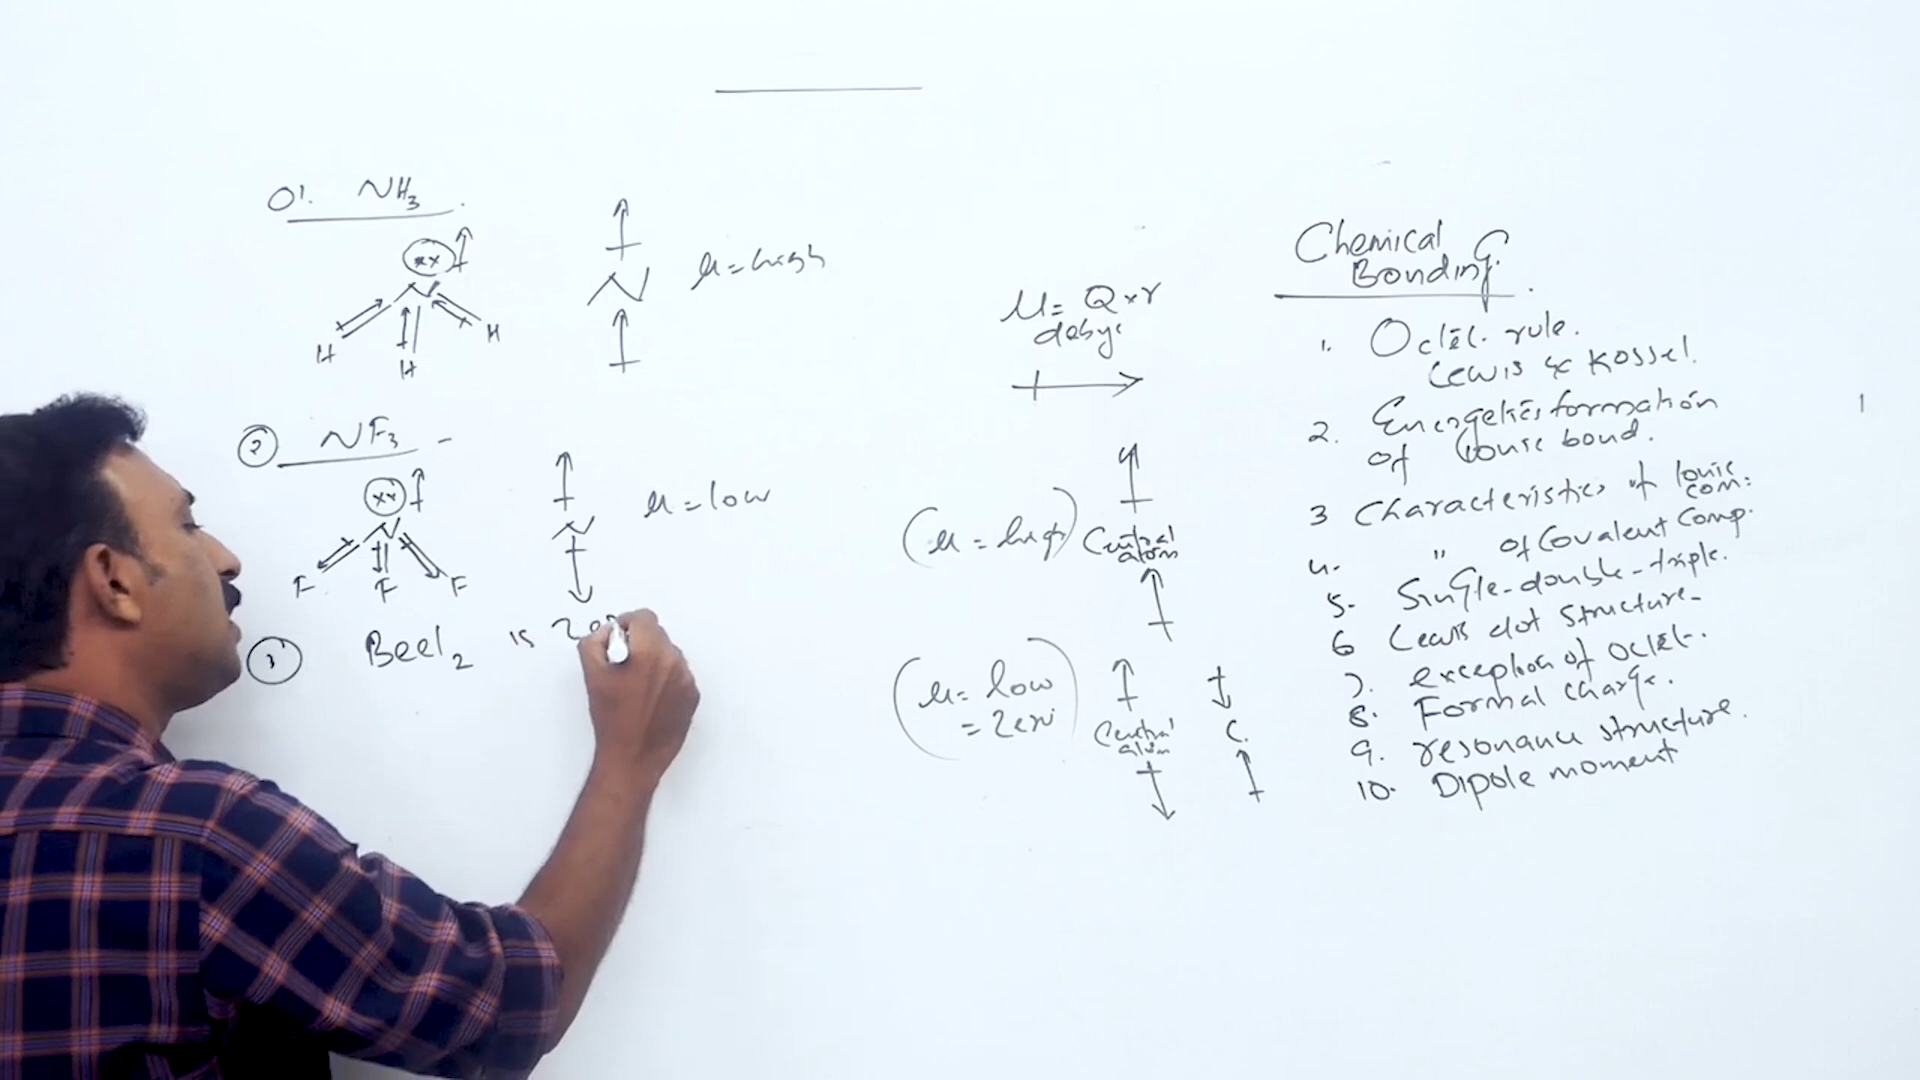 01. NH₃
xx
H
H
H
N
μ = high
② NF₃ -
xx
N
F
F
F
N
μ = low
③ Becl₂ is Zer
μ = Q × r
debye
(μ = high)
Central
atom
(μ = low
= Zero)
Central
atom
C.
Chemical
Bonding.
1. Octet. rule.
Lewis & Kossel.
2. Energetics formation
of Ionic bond.
3 Characteristics of Ionic
com:
4. " of Covalent Comp.
5. Single-double-triple.
6 Lewis dot structure-
7. exception of Octet-.
8. Formal charge.
9. resonance structure.
10. Dipole moment